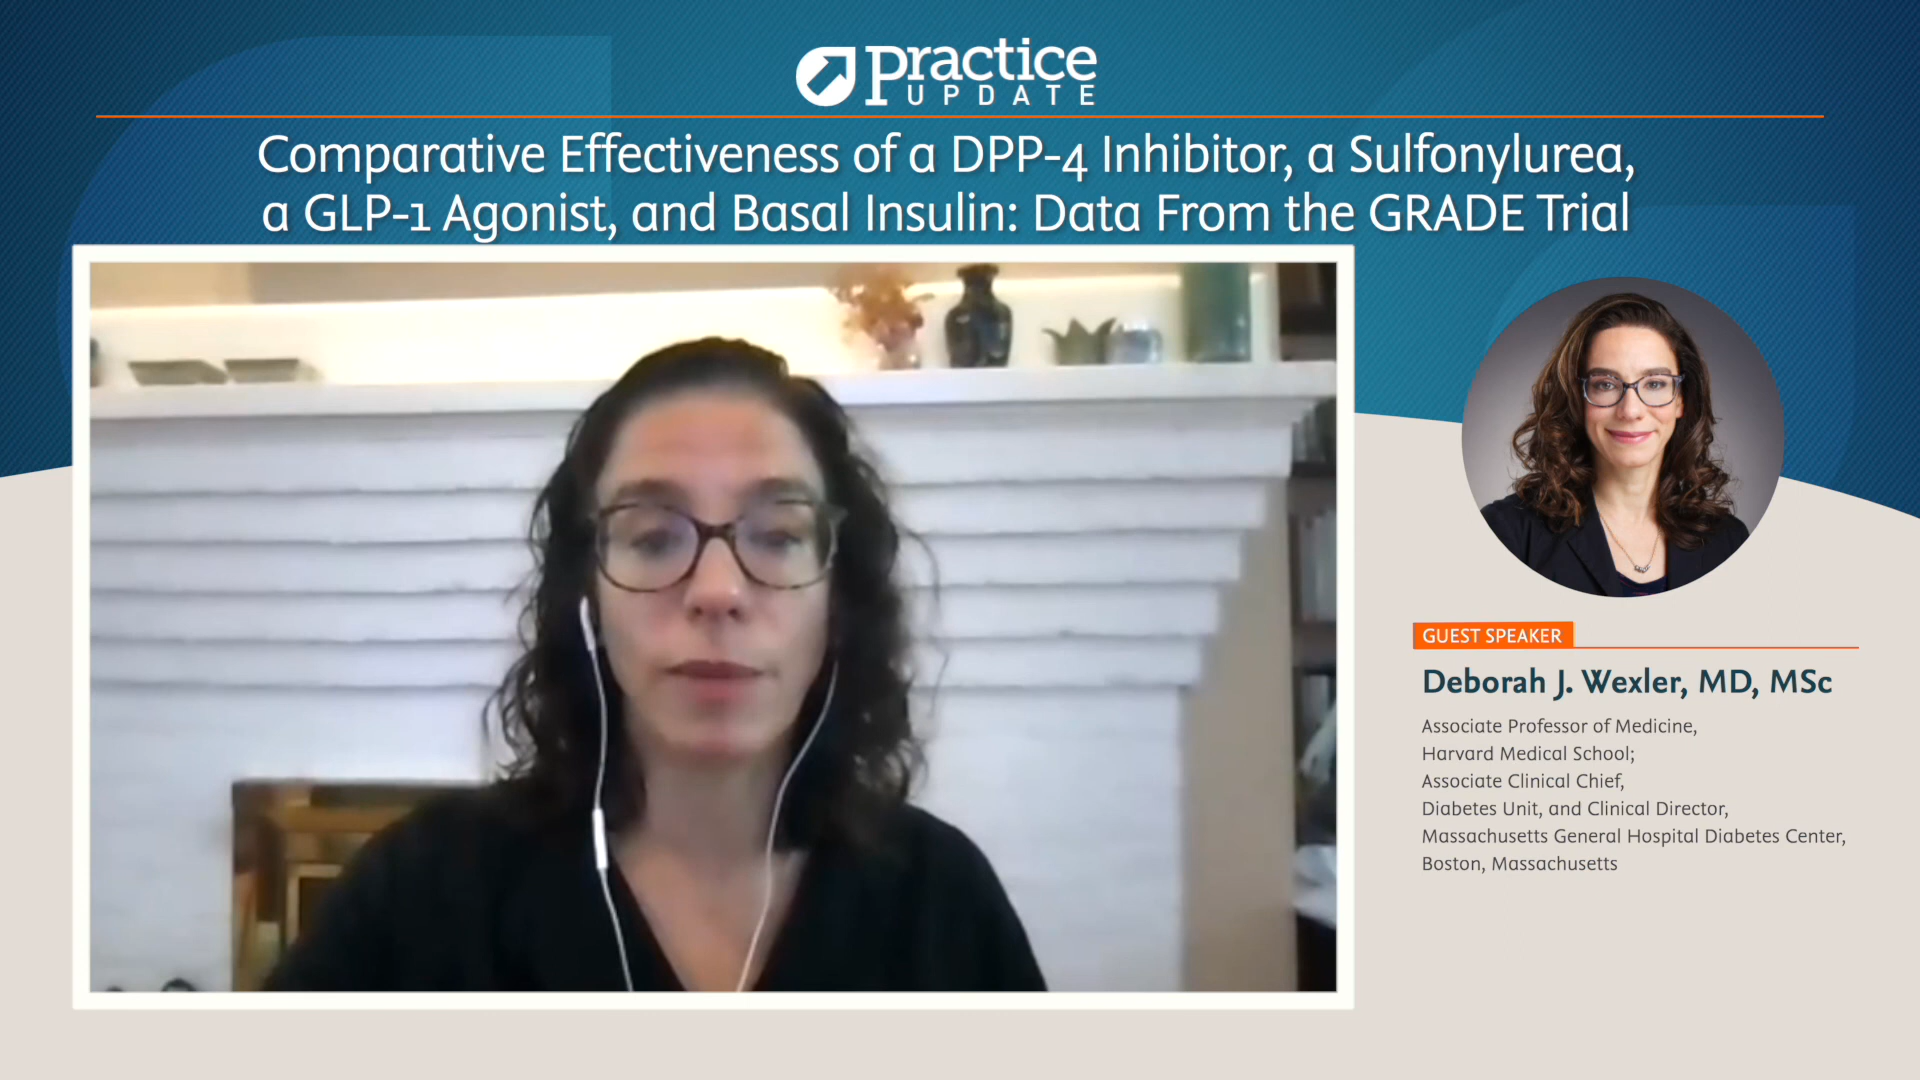 Practice
UPDATE
Comparative Effectiveness of a DPP-4 Inhibitor, a Sulfonylurea,
a GLP-1 Agonist, and Basal Insulin: Data From the GRADE Trial
GUEST SPEAKER
Deborah J. Wexler, MD, MSc
Associate Professor of Medicine,
Harvard Medical School;
Associate Clinical Chief,
Diabetes Unit, and Clinical Director,
Massachusetts General Hospital Diabetes Center,
Boston, Massachusetts